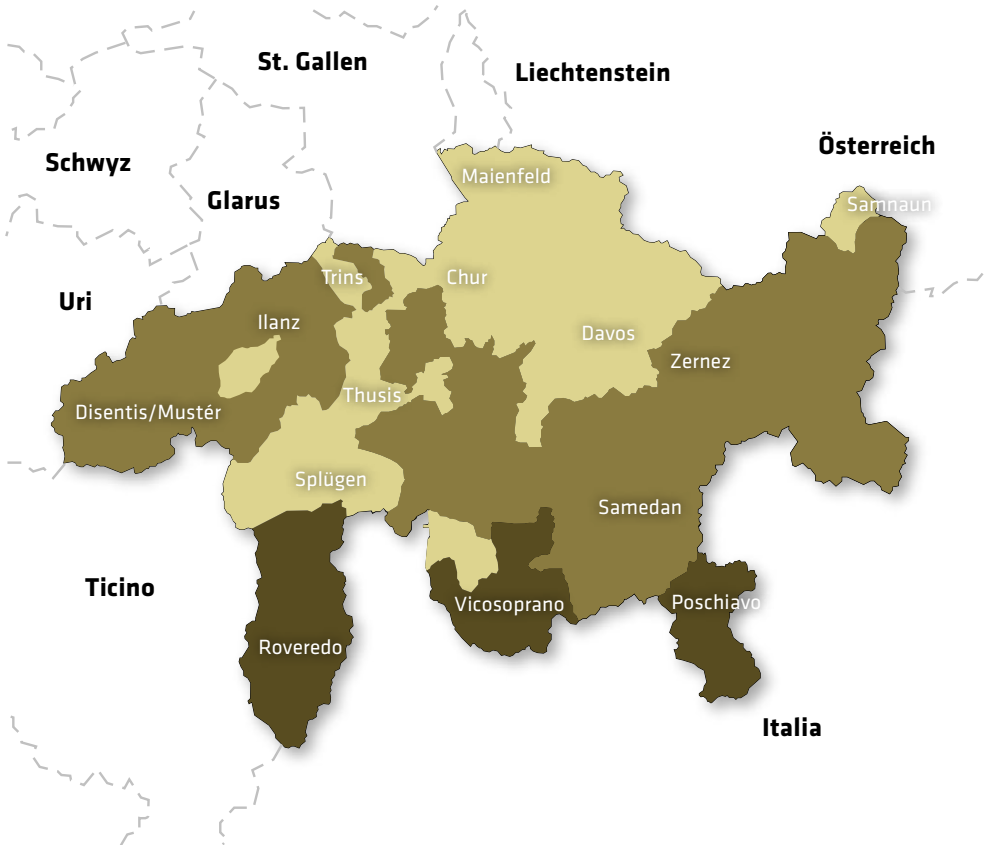 St. Gallen
Liechtenstein
Österreich
Schwyz
Maienfeld
Glarus
Samnaun
Trins
Chur
Uri
Ilanz
Davos
Zernez
Thusis
Disentis/Mustér
Splügen
Samedan
Ticino
Vicosoprano
Poschiavo
Roveredo
Italia